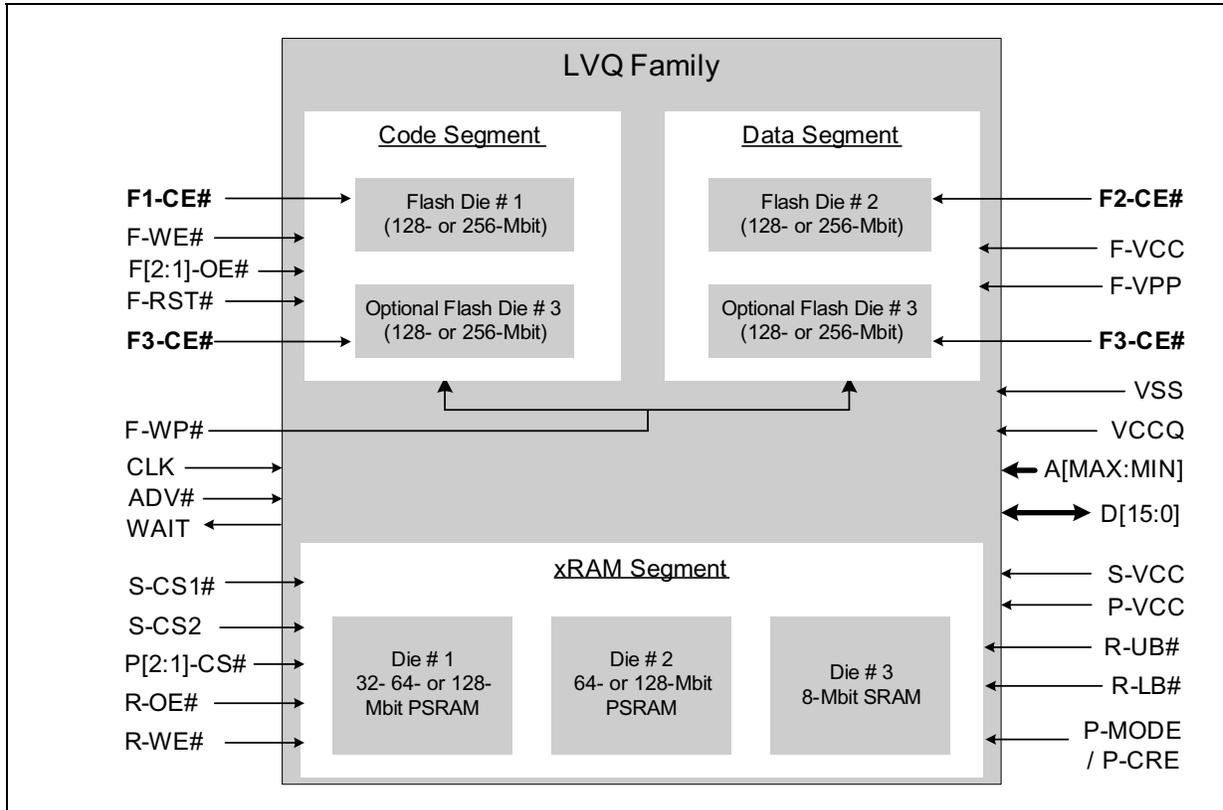 LVQ Family
Code Segment
Data Segment
F1-CE#
Flash Die # 1
(128- or 256-Mbit)
Flash Die # 2
(128- or 256-Mbit)
F2-CE#
F-WE#
F-VCC
F[2:1]-OE#
F-VPP
F-RST#
Optional Flash Die # 3
(128- or 256-Mbit)
Optional Flash Die # 3
(128- or 256-Mbit)
F3-CE#
F3-CE#
VSS
F-WP#
VCCQ
CLK
A[MAX:MIN]
ADV#
D[15:0]
WAIT
xRAM Segment
S-CS1#
S-VCC
S-CS2
P-VCC
P[2:1]-CS#
R-UB#
R-OE#
R-LB#
R-WE#
Die # 1
32- 64- or 128-
Mbit PSRAM
Die # 2
64- or 128-Mbit
PSRAM
Die # 3
8-Mbit SRAM
P-MODE
/ P-CRE